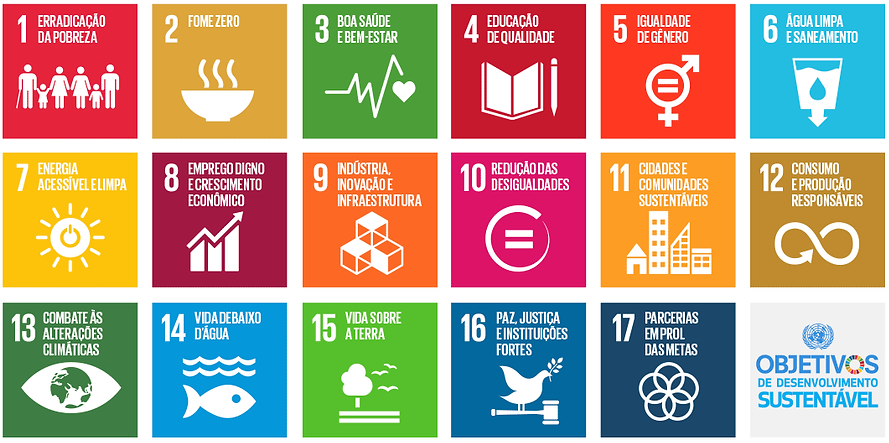 1 ERRADICAÇÃO
DA POBREZA
2 FOME ZERO
3 BOA SAÚDE
E BEM-ESTAR
4 EDUCAÇÃO
DE QUALIDADE
5 IGUALDADE
DE GÊNERO
6 ÁGUA LIMPA
E SANEAMENTO
7 ENERGIA
ACESSÍVEL E LIMPA
8 EMPREGO DIGNO
E CRESCIMENTO
ECONÔMICO
9 INDÚSTRIA,
INOVAÇÃO E
INFRAESTRUTURA
10 REDUÇÃO DAS
DESIGUALDADES
11 CIDADES E
COMUNIDADES
SUSTENTÁVEIS
12 CONSUMO
E PRODUÇÃO
RESPONSÁVEIS
13 COMBATE ÀS
ALTERAÇÕES
CLIMÁTICAS
14 VIDA DEBAIXO
D'ÁGUA
15 VIDA SOBRE
A TERRA
16 PAZ, JUSTIÇA
E INSTITUIÇÕES
FORTES
17 PARCERIAS
EM PROL
DAS METAS
OBJETIVOS
DE DESENVOLVIMENTO
SUSTENTÁVEL